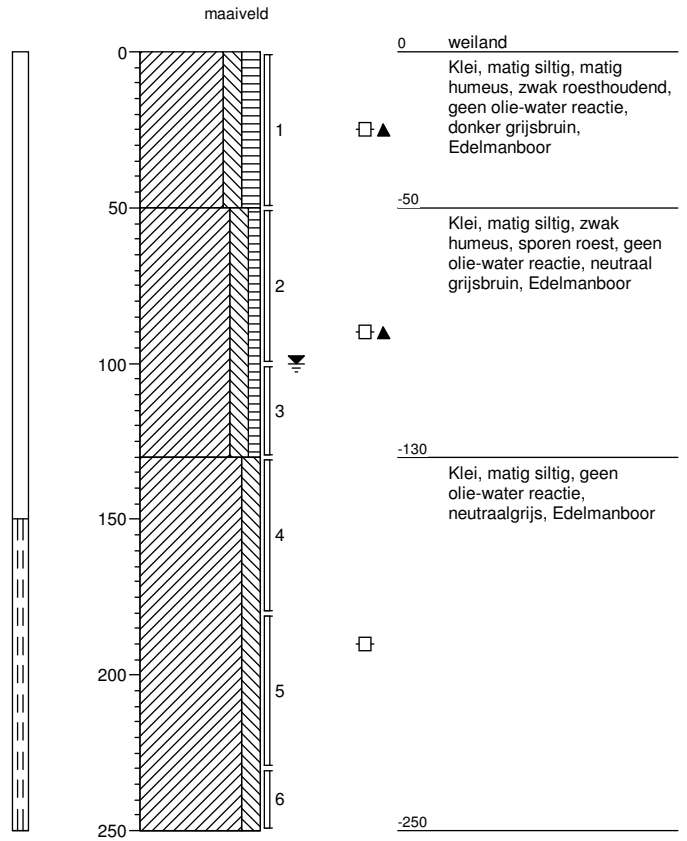 maaiveld
0
50
100
150
200
250
1
2
3
4
5
6
0 weiland
Klei, matig siltig, matig
humeus, zwak roesthoudend,
geen olie-water reactie,
donker grijsbruin,
Edelmanboor
-50
Klei, matig siltig, zwak
humeus, sporen roest, geen
olie-water reactie, neutraal
grijsbruin, Edelmanboor
-130
Klei, matig siltig, geen
olie-water reactie,
neutraalgrijs, Edelmanboor
-250